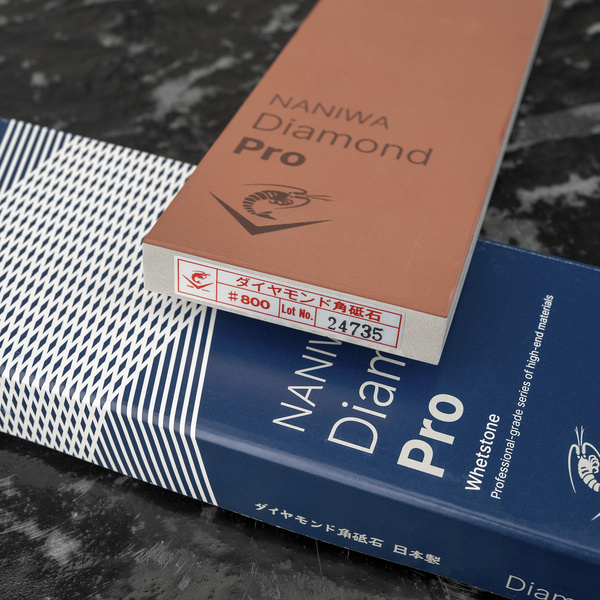 NANIWA
Diamond
Pro
ダイヤモンド角砥石
#800
Lot No.
24735
NANIW
Diam
Pro
Whetstone
Professional-grade series of high-end materials
ダイヤモンド角砥石 日本製
Diam